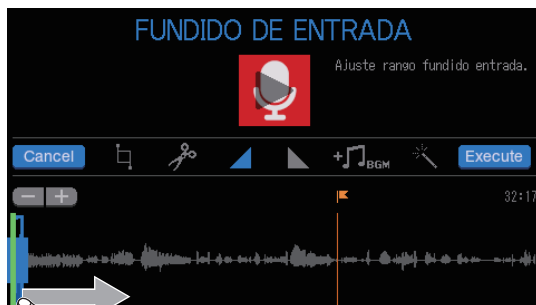 FUNDIDO DE ENTRADA
Ajuste rango fundido entrada.
Cancel
+ BGM
Execute
− +
32:17